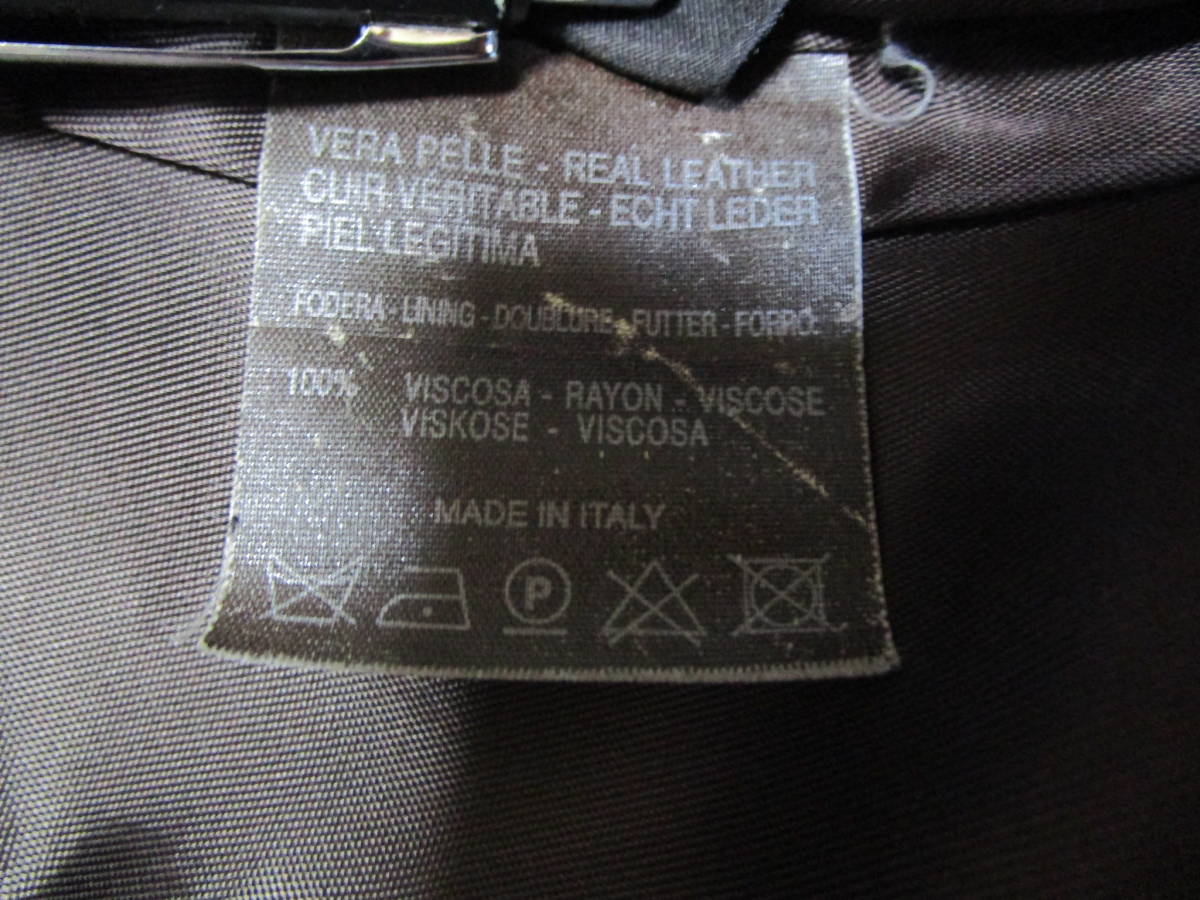 VERA PELLE - REAL LEATHER
CUIR VERITABLE - ECHT LEDER
PIEL LEGITIMA
FODERA - LINING - DOUBLURE - FUTTER - FORRO:
100% VISCOSA - RAYON - VISCOSE
VISKOSE - VISCOSA
MADE IN ITALY
P